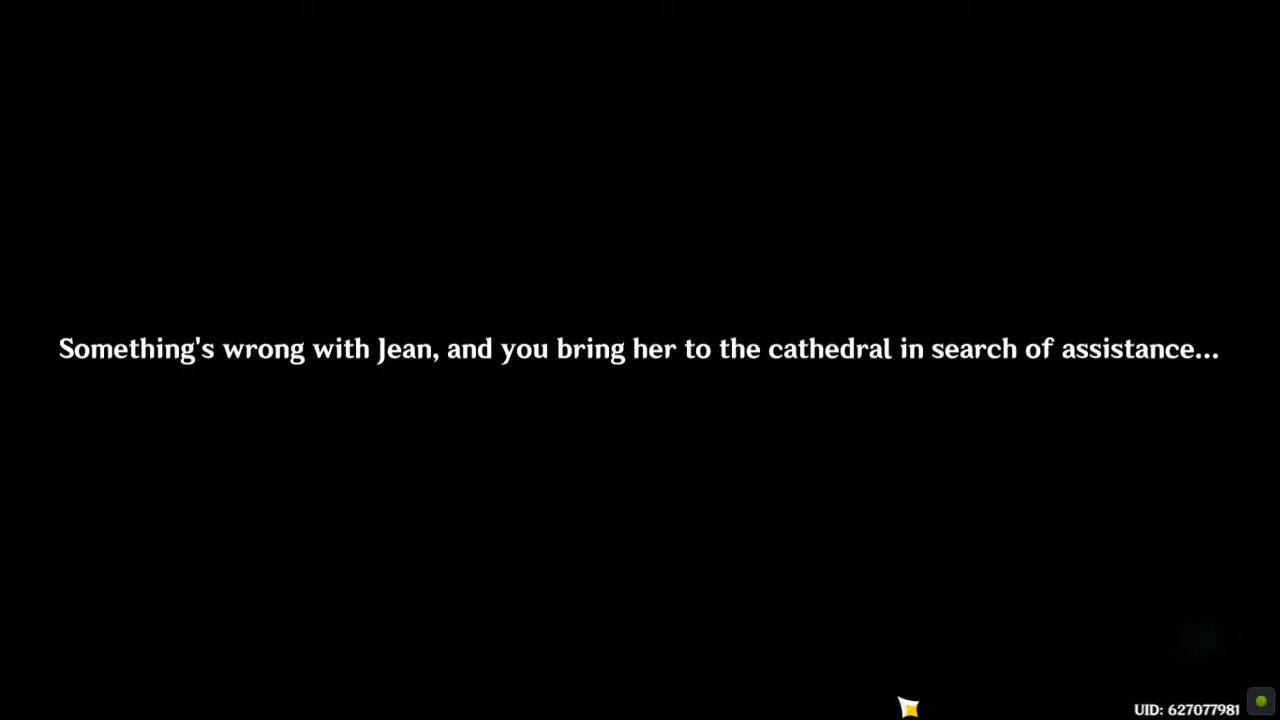 Something's wrong with Jean, and you bring her to the cathedral in search of assistance...
UID: 627077981